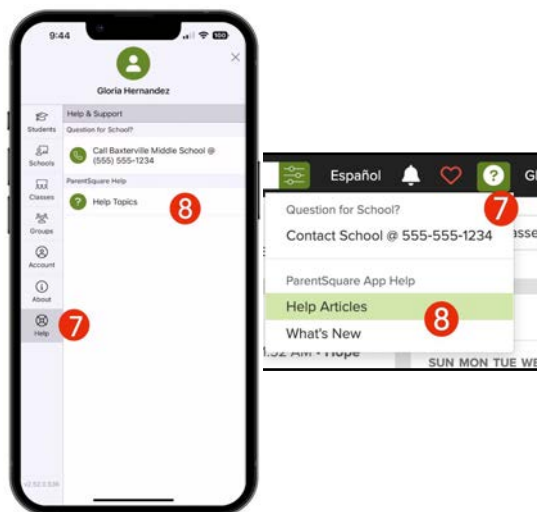 9:44
100
Gloria Hernandez
Students
Schools
Classes
Groups
Account
About
Help
7
Help & Support
Question for School?
Call Baxterville Middle School @
(555) 555-1234
ParentSquare Help
Help Topics
8
Español
?
7
Question for School?
Contact School @ 555-555-1234
ParentSquare App Help
Help Articles
8
What's New
SUN MON TUE WE